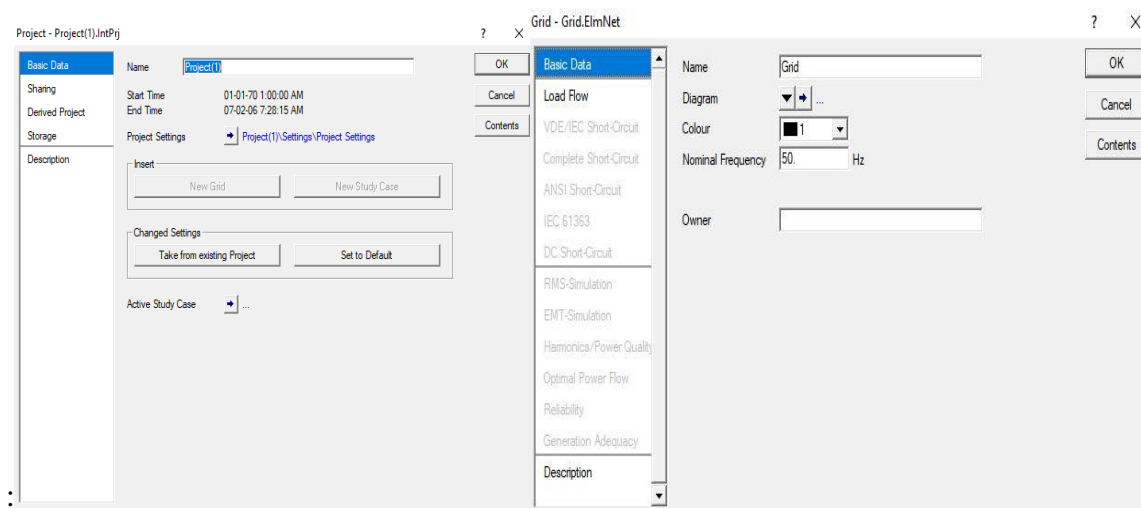 Project - Project(1).IntPrj
?
X
Basic Data
Sharing
Derived Project
Storage
Description
Name
Project(1)
Start Time
01-01-70 1:00:00 AM
End Time
07-02-06 7:28:15 AM
Project Settings
Project(1)\Settings\Project Settings
Insert
New Grid
New Study Case
Changed Settings
Take from existing Project
Set to Default
Active Study Case
...
OK
Cancel
Contents
:
Grid - Grid.ElmNet
?
X
Basic Data
Load Flow
VDE/IEC Short-Circuit
Complete Short-Circuit
ANSI Short-Circuit
IEC 61363
DC Short-Circuit
RMS-Simulation
EMT-Simulation
Harmonics/Power Quality
Optimal Power Flow
Reliability
Generation Adequacy
Description
Name
Grid
Diagram
...
Colour
1
Nominal Frequency
50.
Hz
Owner
OK
Cancel
Contents